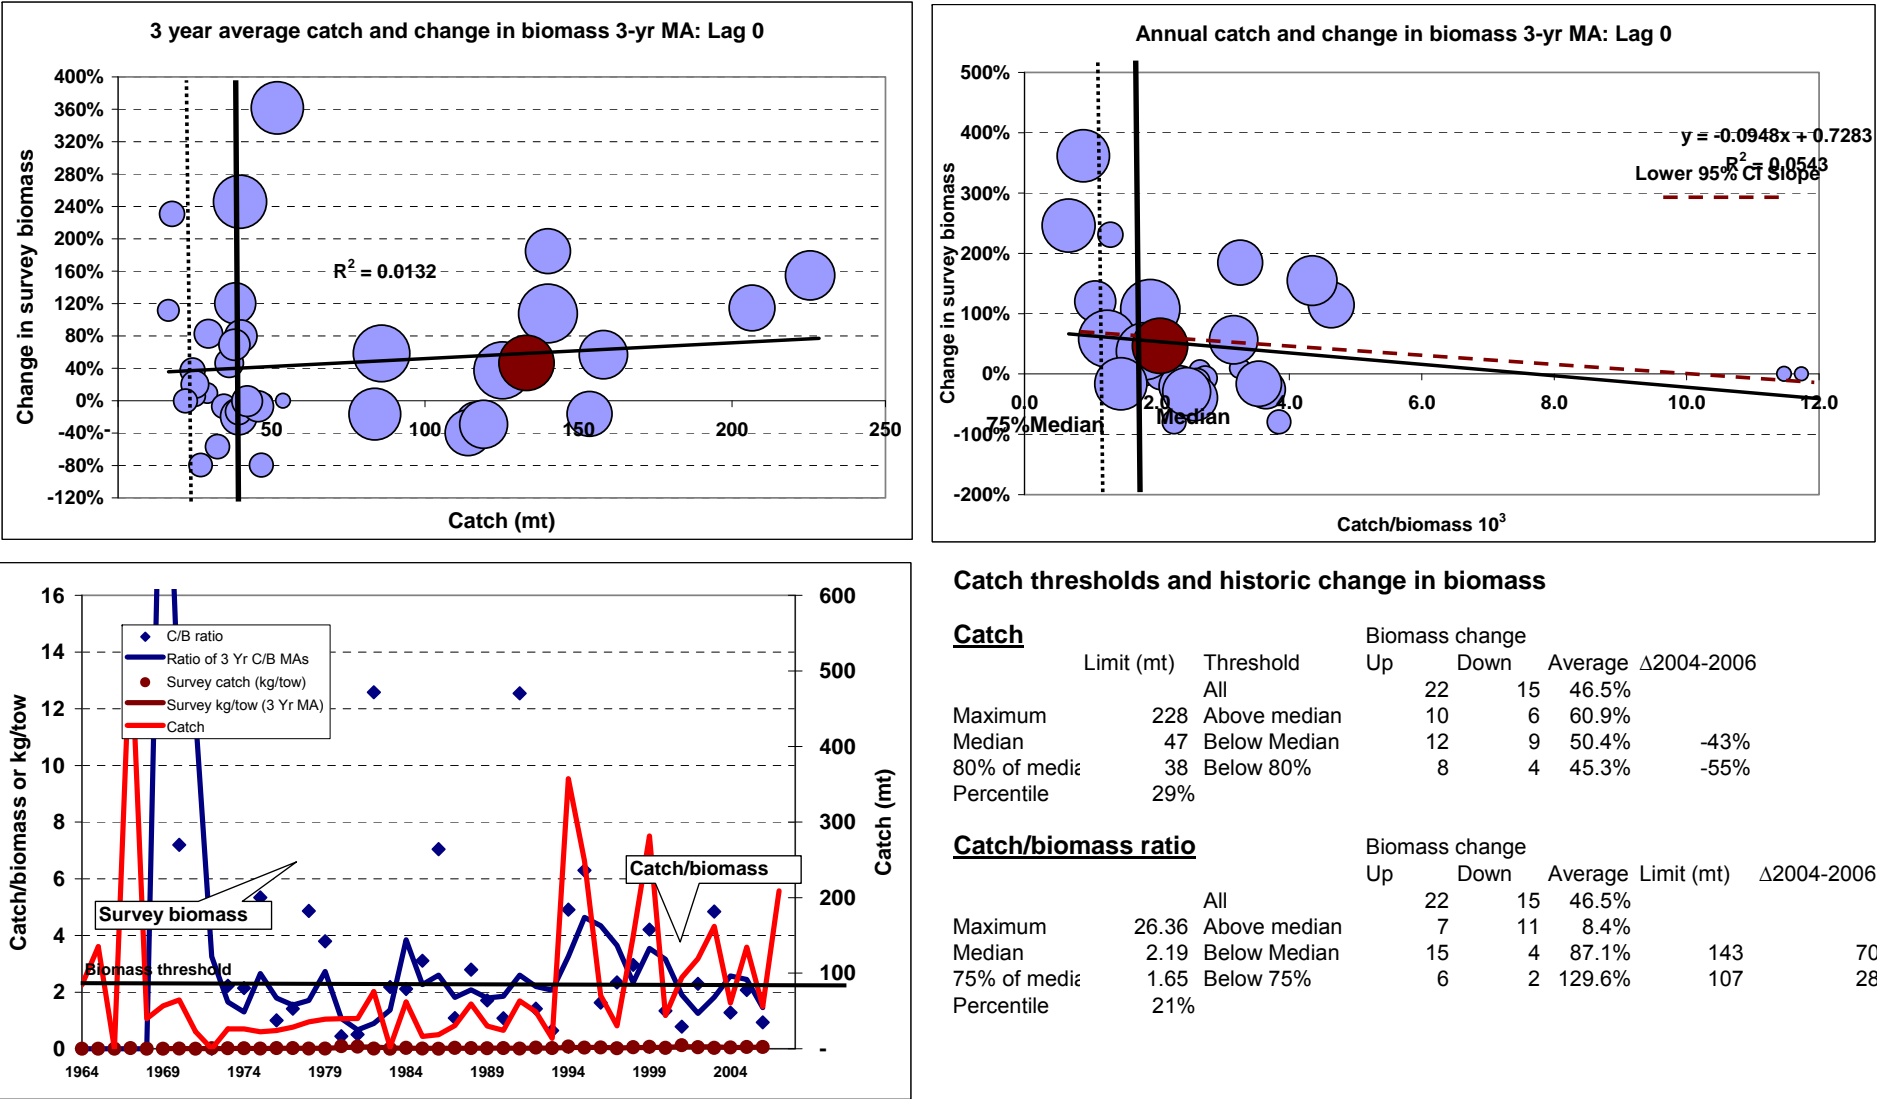 3 year average catch and change in biomass 3-yr MA: Lag 0
400%
360%
320%
280%
240%
200%
160%
120%
80%
40%
0%
-40%
-80%
-120%
Change in survey biomass
R² = 0.0132
-
50
100
150
200
250
Catch (mt)
Annual catch and change in biomass 3-yr MA: Lag 0
500%
400%
300%
200%
100%
0%
-100%
-200%
Change in survey biomass
y = -0.0948x + 0.7283
R² = 0.0543
Lower 95% CI Slope
0.0
2.0
4.0
6.0
8.0
10.0
12.0
75%Median
Median
Catch/biomass 10³
16
14
12
10
8
6
4
2
0
Catch/biomass or kg/tow
C/B ratio
Ratio of 3 Yr C/B MAs
Survey catch (kg/tow)
Survey kg/tow (3 Yr MA)
Catch
Survey biomass
Catch/biomass
Biomass threshold
600
500
400
300
200
100
-
Catch (mt)
1964 1969 1974 1979 1984 1989 1994 1999 2004
Catch thresholds and historic change in biomass
Catch Biomass change
Limit (mt) Threshold Up Down Average Δ2004-2006
All 22 15 46.5%
Maximum 228 Above median 10 6 60.9%
Median 47 Below Median 12 9 50.4% -43%
80% of media 38 Below 80% 8 4 45.3% -55%
Percentile 29%
Catch/biomass ratio Biomass change
Up Down Average Limit (mt) Δ2004-2006
All 22 15 46.5%
Maximum 26.36 Above median 7 11 8.4%
Median 2.19 Below Median 15 4 87.1% 143 70
75% of media 1.65 Below 75% 6 2 129.6% 107 28
Percentile 21%